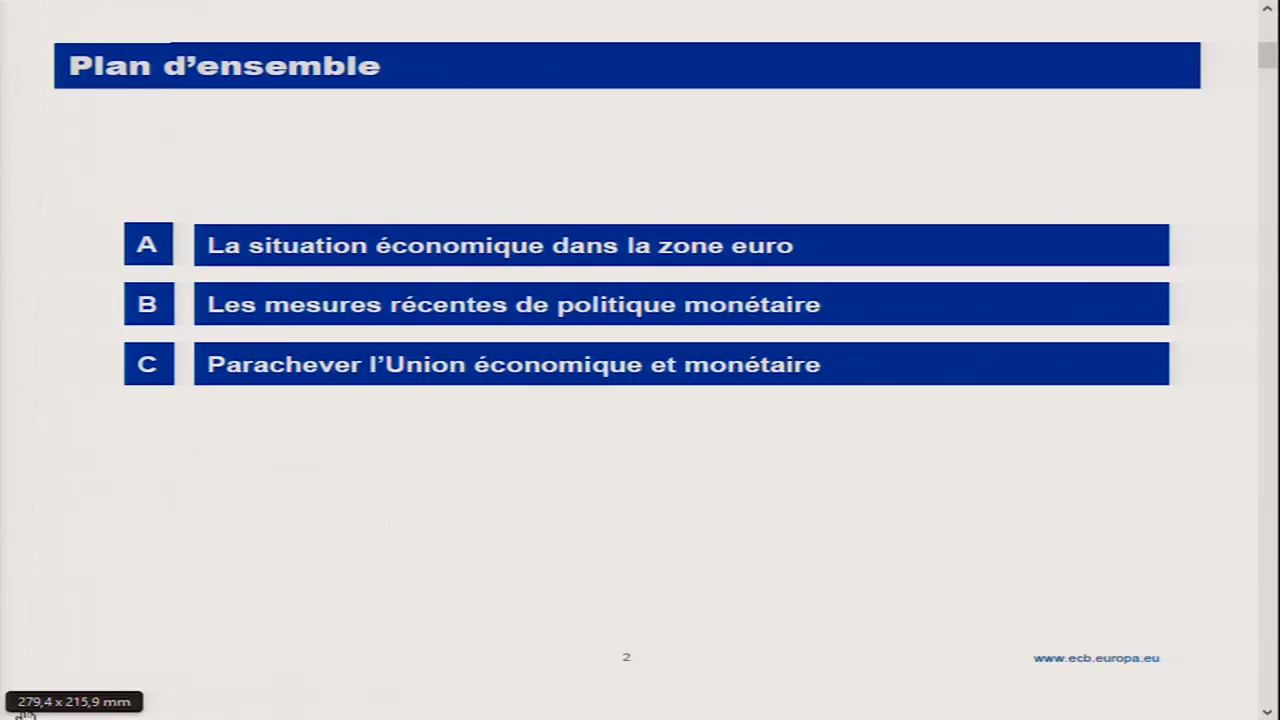 Plan d’ensemble
A La situation économique dans la zone euro
B Les mesures récentes de politique monétaire
C Parachever l’Union économique et monétaire
2
www.ecb.europa.eu
279,4 x 215,9 mm